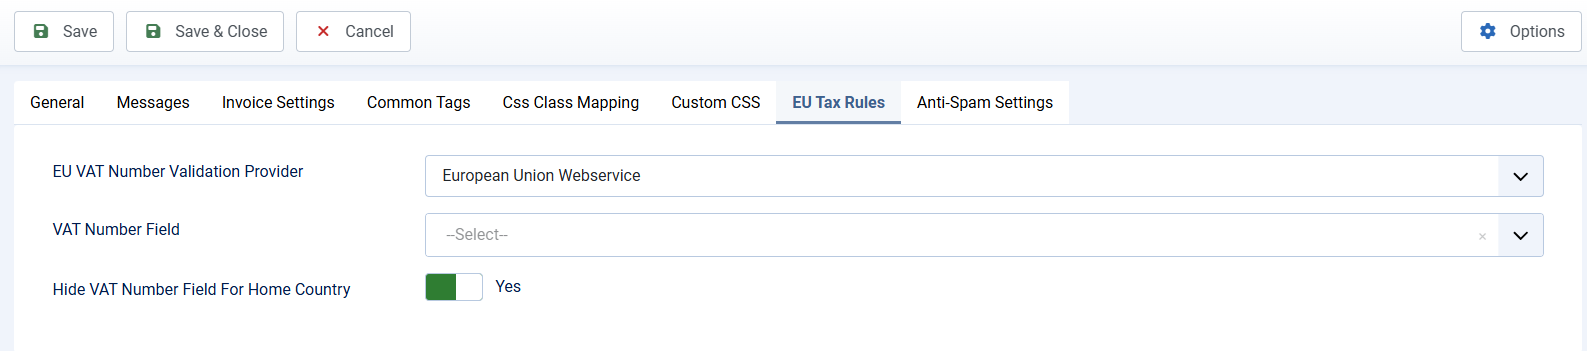 Save Save & Close Cancel Options
General Messages Invoice Settings Common Tags Css Class Mapping Custom CSS EU Tax Rules Anti-Spam Settings
EU VAT Number Validation Provider European Union Webservice
VAT Number Field --Select-- ×
Hide VAT Number Field For Home Country Yes